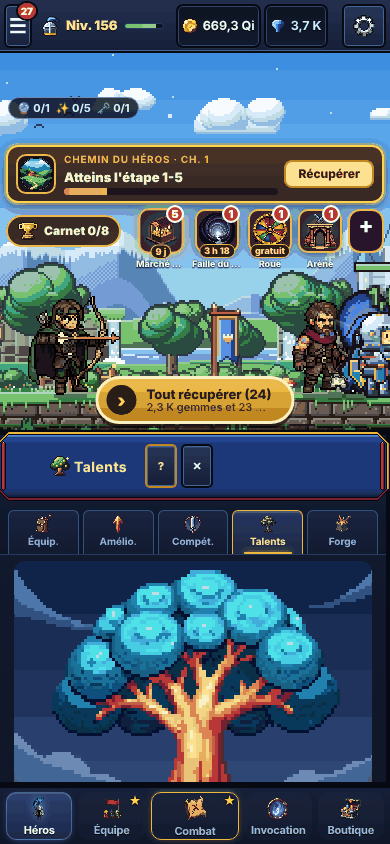 27
Niv. 156
669,3 Qi
3,7 K
0/1 0/5 0/1
CHEMIN DU HÉROS · CH. 1
Atteins l'étape 1-5
Récupérer
Carnet 0/8
5
1
1
1
+
9 j
3 h 18
gratuit
Marché ...
Faille du ...
Roue
Arène
Tout récupérer (24)
2,3 K gemmes et 23 ...
Talents
?
×
Équip.
Amélio.
Compét.
Talents
Forge
Héros
Équipe
Combat
Invocation
Boutique